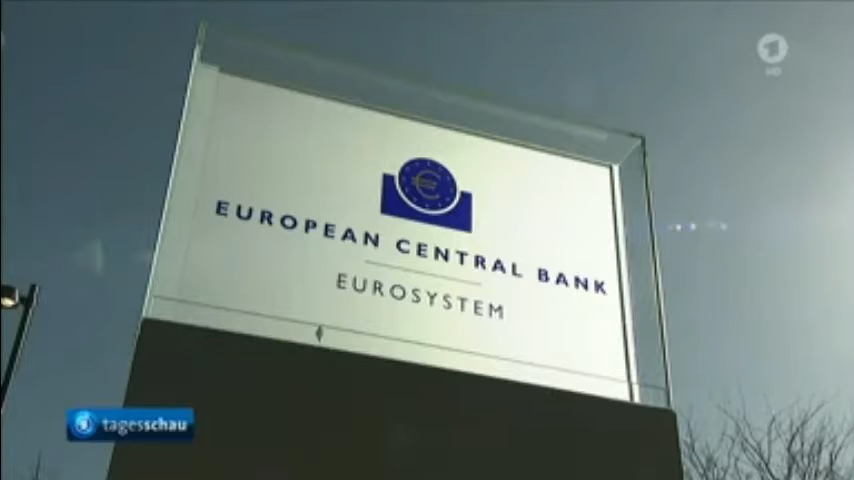 HD
EUROPEAN CENTRAL BANK
EUROSYSTEM
tagesschau